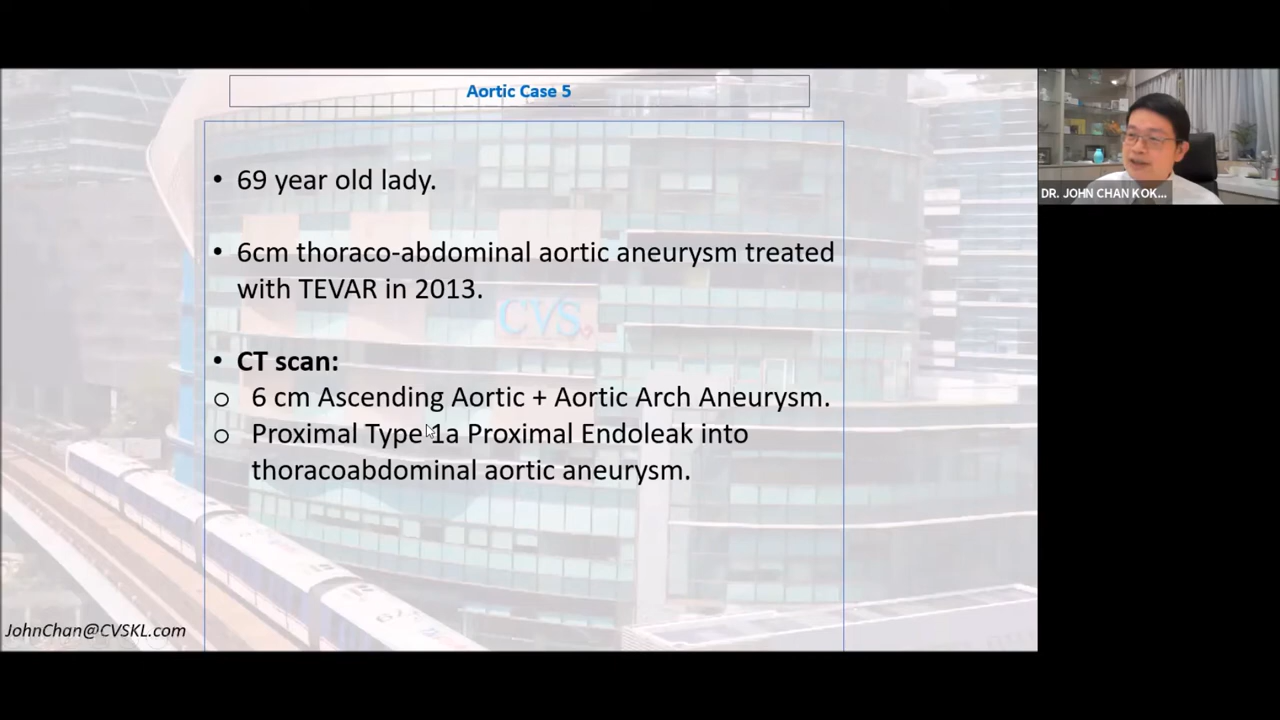 Aortic Case 5
• 69 year old lady.
• 6cm thoraco-abdominal aortic aneurysm treated
with TEVAR in 2013.
• CT scan:
o 6 cm Ascending Aortic + Aortic Arch Aneurysm.
o Proximal Type 1a Proximal Endoleak into
thoracoabdominal aortic aneurysm.
CVS
JohnChan@CVSKL.com
DR. JOHN CHAN KOK...